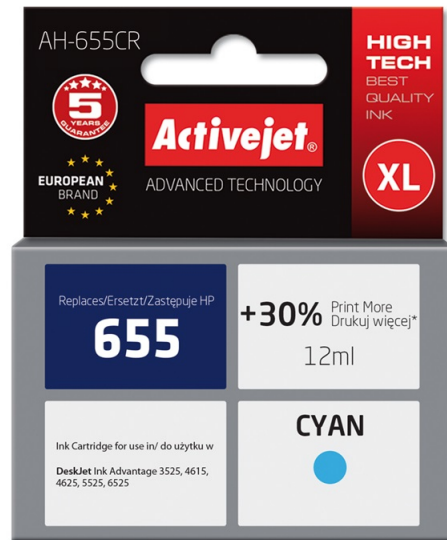 AH-655CR
HIGH
TECH
BEST
QUALITY
INK
5
YEARS
GUARANTEE
Activejet®
ADVANCED TECHNOLOGY
EUROPEAN
BRAND
XL
Replaces/Ersetzt/Zastępuje HP
655
+30% Print More
Drukuj więcej*
12ml
Ink Cartridge for use in/ do użytku w
DeskJet Ink Advantage 3525, 4615,
4625, 5525, 6525
CYAN